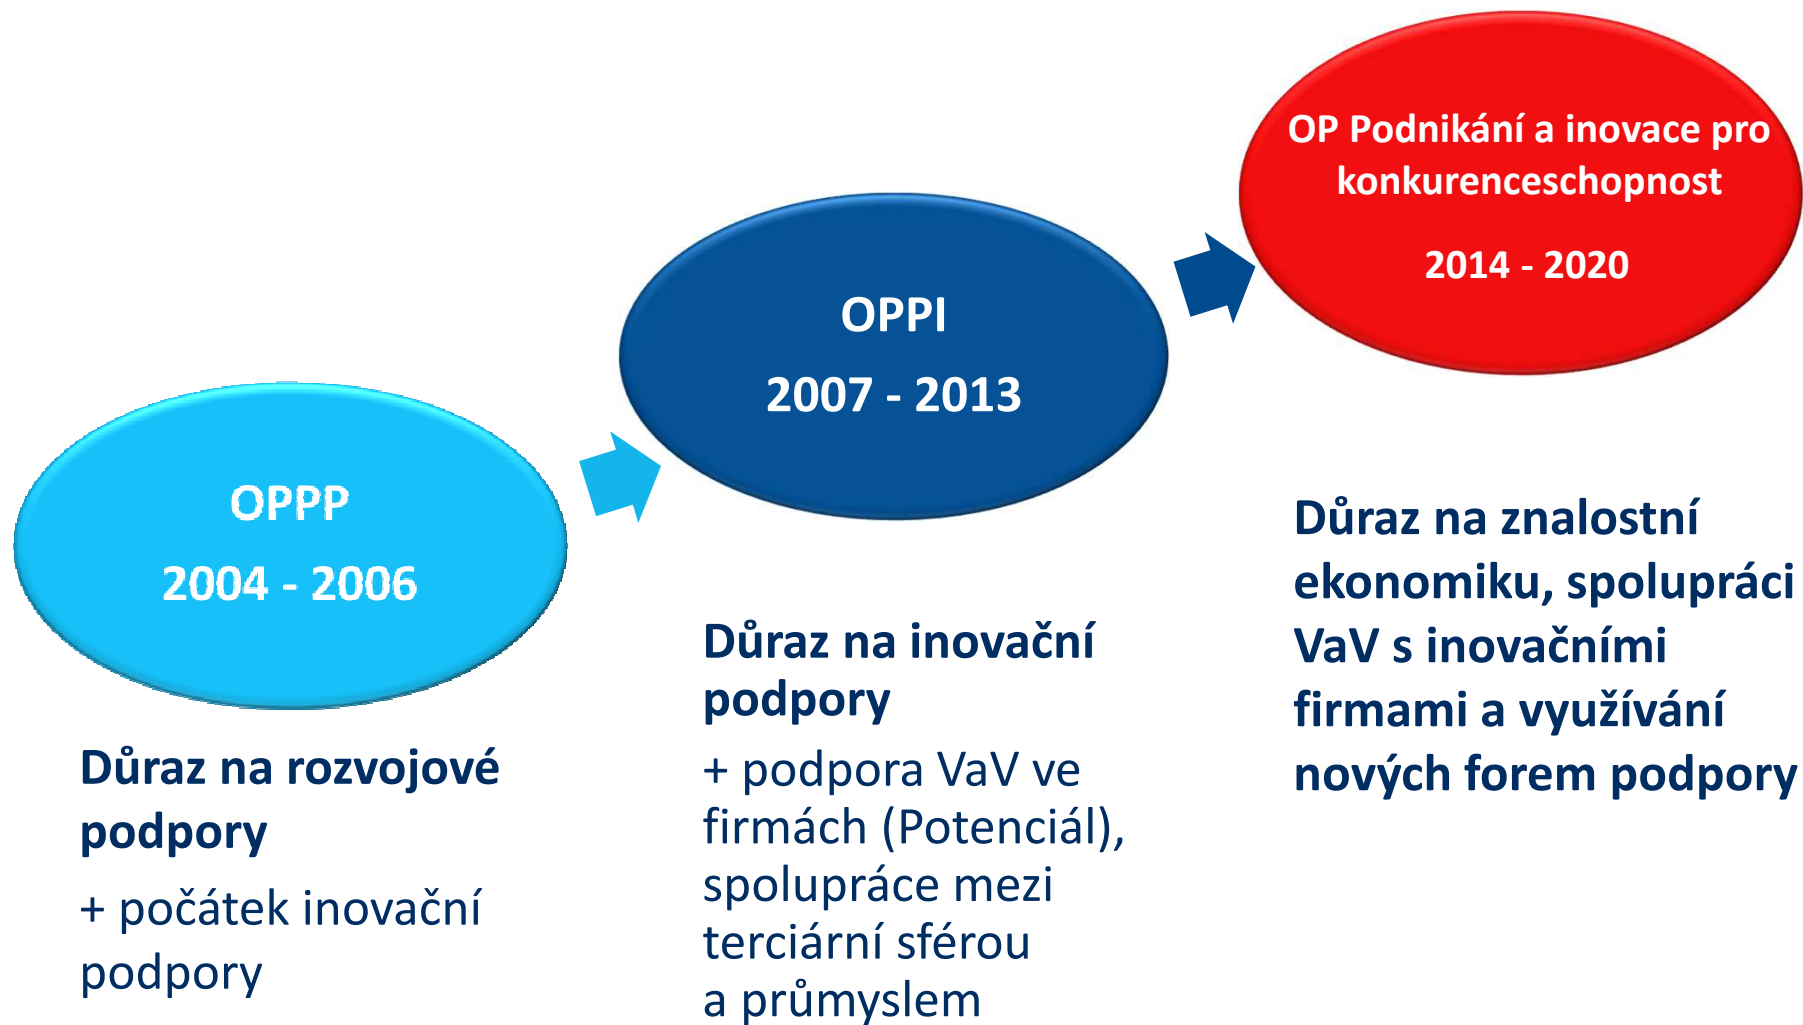 OPPP
2004 - 2006
Důraz na rozvojové
podpory
+ počátek inovační
podpory
OPPI
2007 - 2013
Důraz na inovační
podpory
+ podpora VaV ve
firmách (Potenciál),
spolupráce mezi
terciární sférou
a průmyslem
OP Podnikání a inovace pro
konkurenceschopnost
2014 - 2020
Důraz na znalostní
ekonomiku, spolupráci
VaV s inovačními
firmami a využívání
nových forem podpory